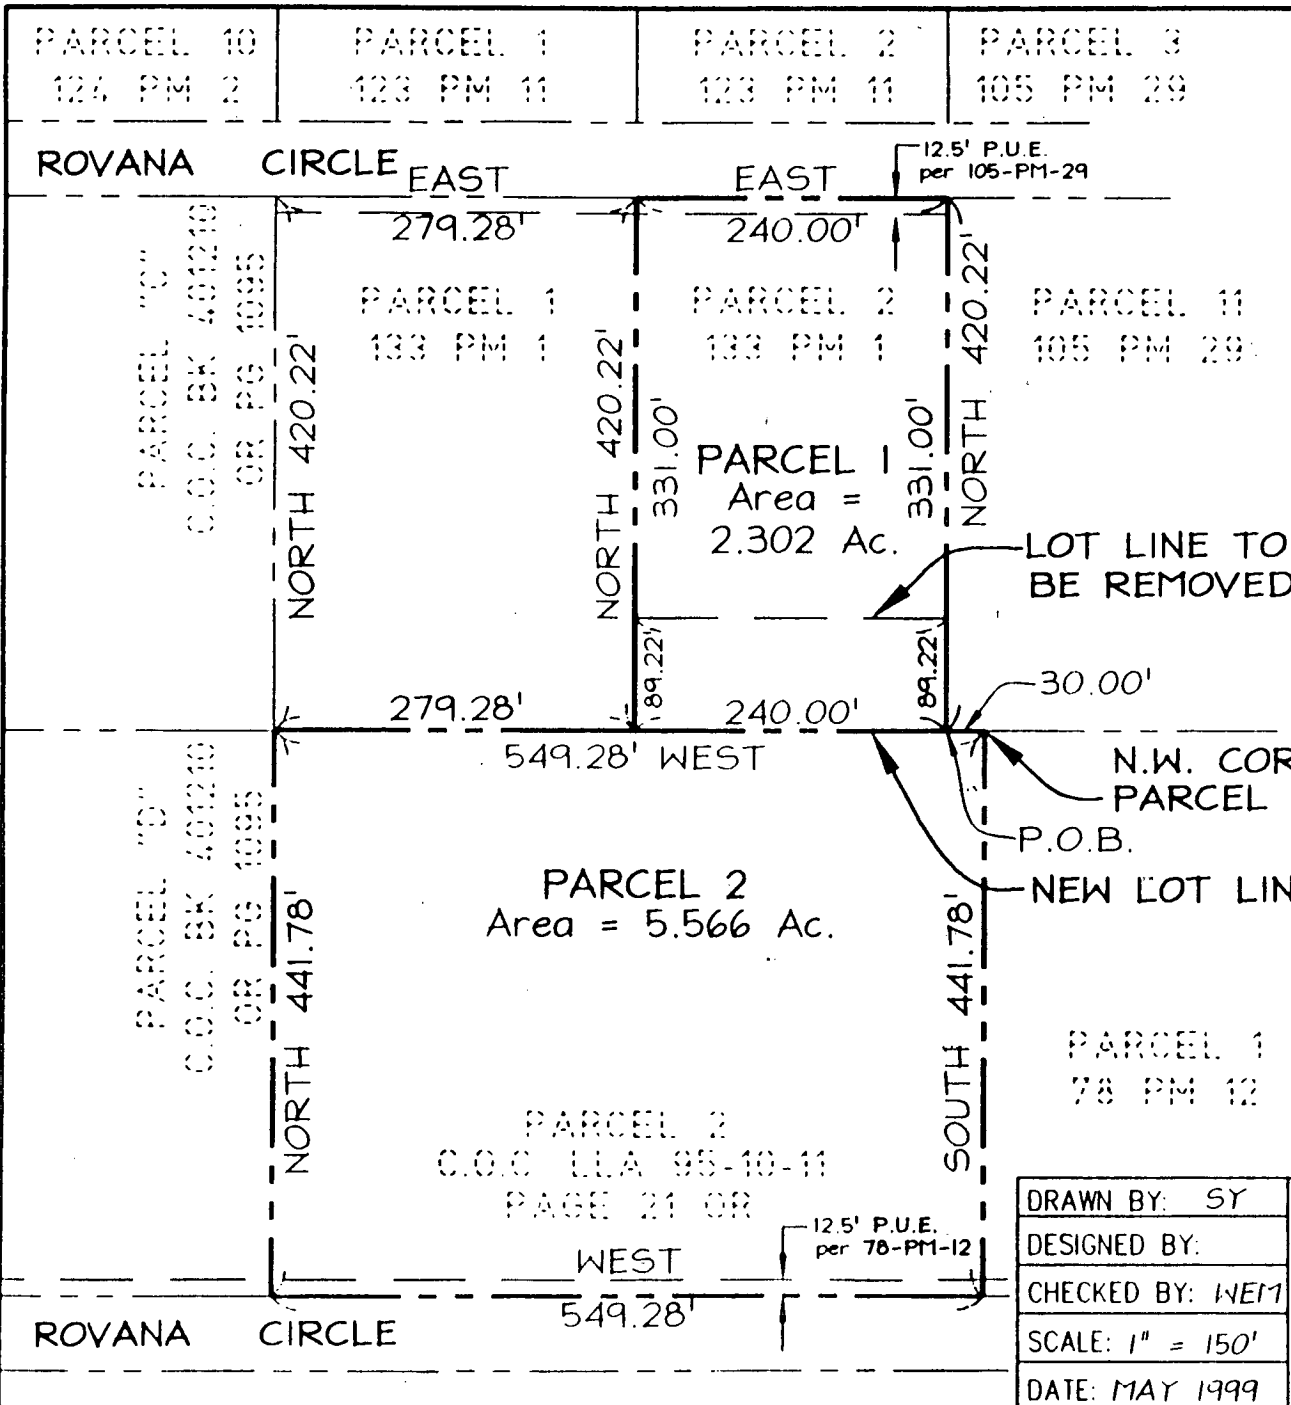 PARCEL 10
124 PM 2
PARCEL 1
123 PM 11
PARCEL 2
123 PM 11
PARCEL 3
105 PM 29
ROVANA CIRCLE
12.5' P.U.E.
per 105-PM-29
EAST
279.28'
EAST
240.00'
PARCEL "C"
C.O.C. BK 401210
OR PG 1095
NORTH 420.22'
PARCEL 1
133 PM 1
NORTH 420.22'
331.00'
PARCEL 2
133 PM 1
PARCEL 1
Area =
2.302 Ac.
331.00'
NORTH 420.22'
PARCEL 11
105 PM 29
LOT LINE TO
BE REMOVED
89.22'
89.22'
30.00'
279.28'
240.00'
549.28' WEST
N.W. COR
PARCEL
P.O.B.
NEW LOT LIN
PARCEL "D"
C.O.C. BK 401210
OR PG 1095
NORTH 441.78'
PARCEL 2
Area = 5.566 Ac.
SOUTH 441.78'
PARCEL 1
78 PM 12
PARCEL 2
C.O.C LLA 95-10-11
PAGE 21 OR
12.5' P.U.E.
per 78-PM-12
WEST
549.28'
ROVANA CIRCLE
DRAWN BY: SY
DESIGNED BY:
CHECKED BY: WEM
SCALE: 1" = 150'
DATE: MAY 1999